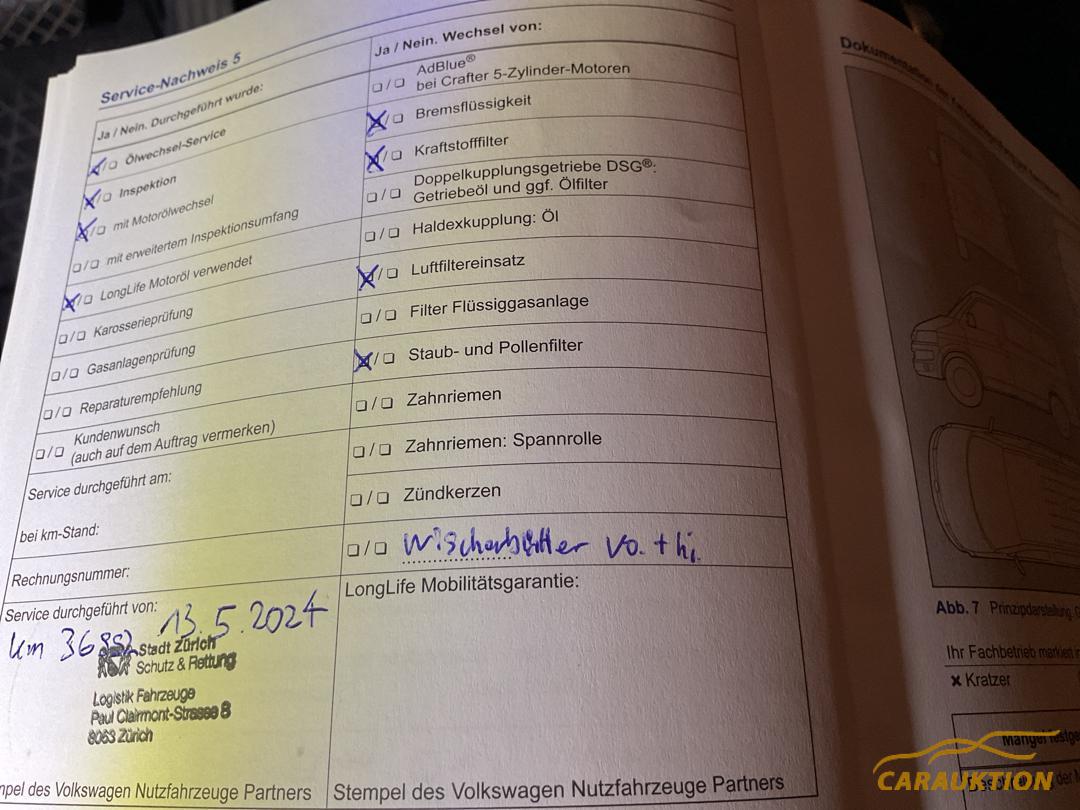 Service-Nachweis 5
Ja / Nein. Durchgeführt wurde:
Ölwechsel-Service
Inspektion
mit Motorölwechsel
mit erweitertem Inspektionsumfang
LongLife Motoröl verwendet
Karosserieprüfung
Gasanlagenprüfung
Reparaturempfehlung
Kundenwunsch
(auch auf dem Auftrag vermerken)
Service durchgeführt am:
bei km-Stand:
Rechnungsnummer:
Service durchgeführt von:
13.5.2024
km
Stadt Zürich
Schutz & Rettung
Logistik Fahrzeuge
Paul Clairmont-Strasse 8
8063 Zürich
mpel des Volkswagen Nutzfahrzeuge Partners
Ja / Nein. Wechsel von:
AdBlue®
bei Crafter 5-Zylinder-Motoren
Bremsflüssigkeit
Kraftstofffilter
Doppelkupplungsgetriebe DSG®:
Getriebeöl und ggf. Ölfilter
Haldexkupplung: Öl
Luftfiltereinsatz
Filter Flüssiggasanlage
Staub- und Pollenfilter
Zahnriemen
Zahnriemen: Spannrolle
Zündkerzen
Wischerblätter vo. + hi.
LongLife Mobilitätsgarantie:
Stempel des Volkswagen Nutzfahrzeuge Partners
Dokumentation der
Abb. 7 Prinzipdarstellung
Ihr Fachbetrieb markiert
Kratzer
CARAUKTION